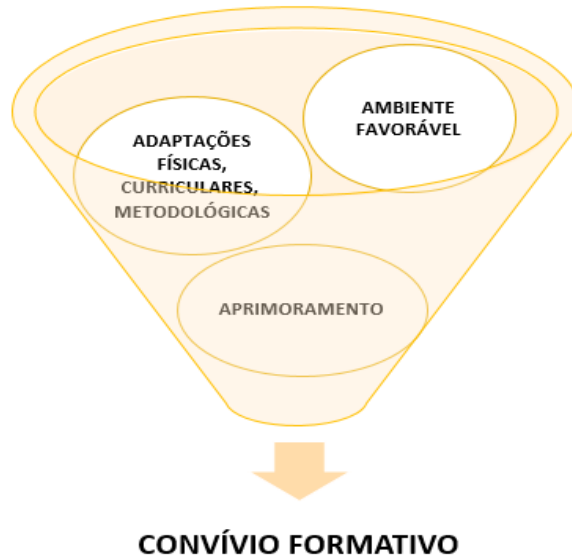 AMBIENTE
FAVORÁVEL
ADAPTAÇÕES
FÍSICAS,
CURRICULARES,
METODOLÓGICAS
APRIMORAMENTO
CONVÍVIO FORMATIVO